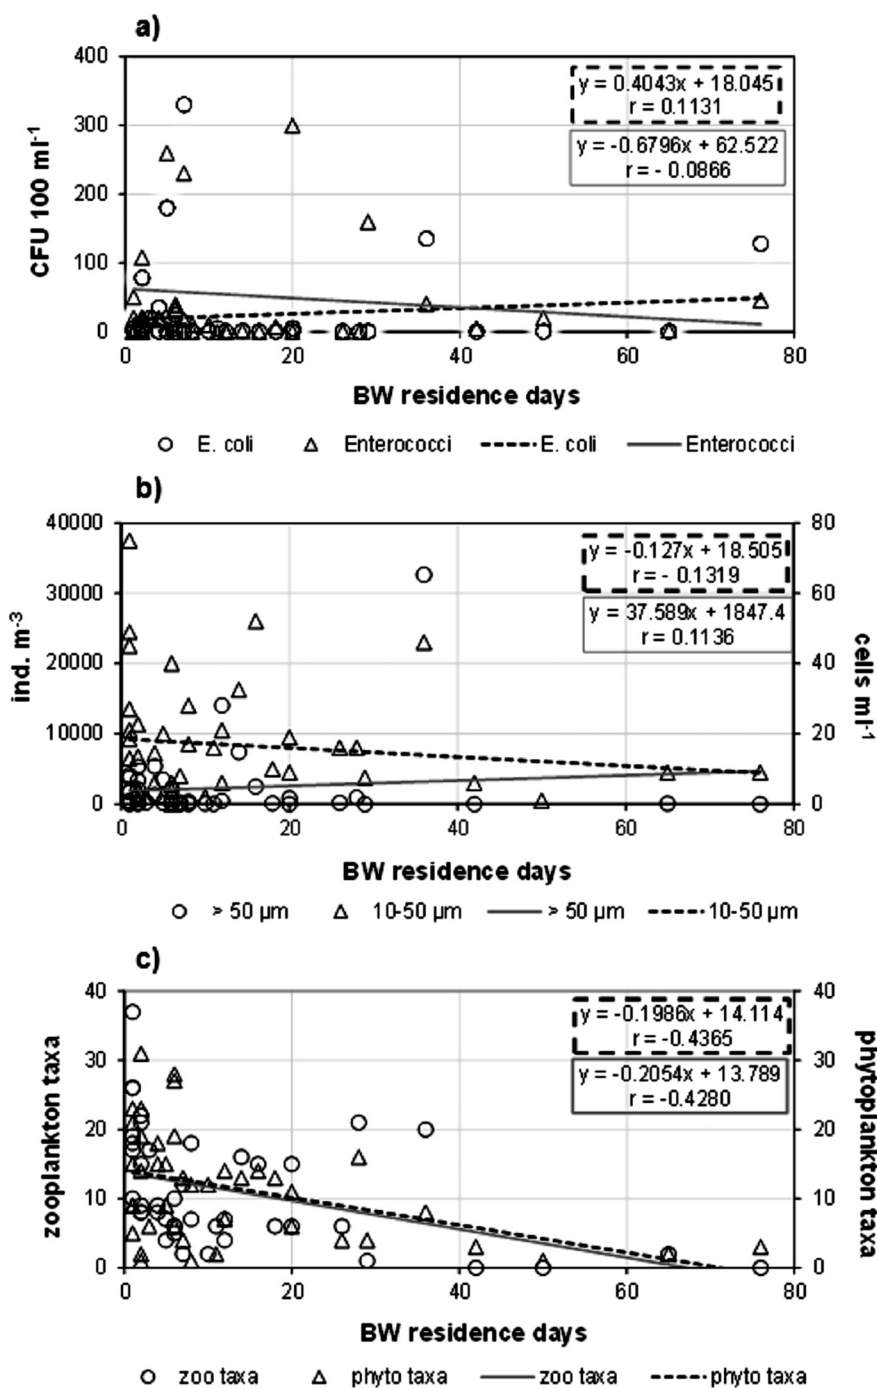 a)
400
300
200
100
0
CFU 100 ml-1
y = 0.4043x + 18.045
r = 0.1131
y = -0.6796x + 62.522
r = - 0.0866
0 20 40 60 80
BW residence days
E. coli Enterococci E. coli Enterococci
b)
40000
30000
20000
10000
0
ind. m-3
80
60
40
20
0
cells ml-1
y = -0.127x + 18.505
r = - 0.1319
y = 37.589x + 1847.4
r = 0.1136
0 20 40 60 80
BW residence days
> 50 µm 10-50 µm > 50 µm 10-50 µm
c)
40
30
20
10
0
zooplankton taxa
40
30
20
10
0
phytoplankton taxa
y = -0.1986x + 14.114
r = -0.4365
y = -0.2054x + 13.789
r = -0.4280
0 20 40 60 80
BW residence days
zoo taxa phyto taxa zoo taxa phyto taxa